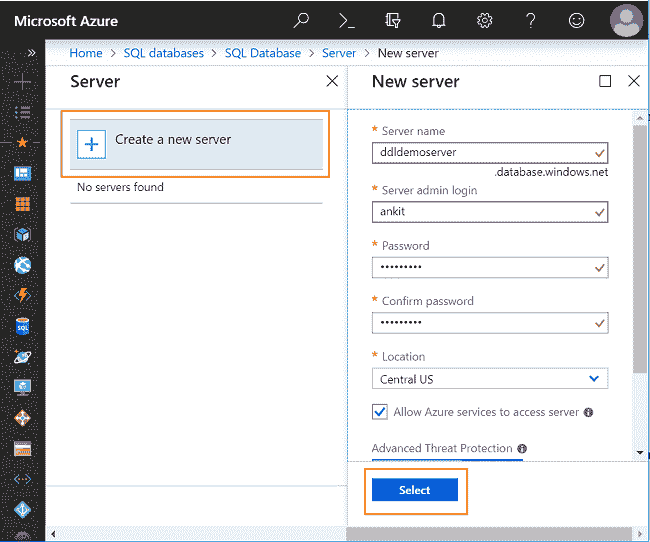 Microsoft Azure
Home > SQL databases > SQL Database > Server > New server
Server
Create a new server
No servers found
New server
* Server name
ddldemoserver
.database.windows.net
* Server admin login
ankit
* Password
•••••••••
* Confirm password
•••••••••
* Location
Central US
Allow Azure services to access server
Advanced Threat Protection
Select
SQL